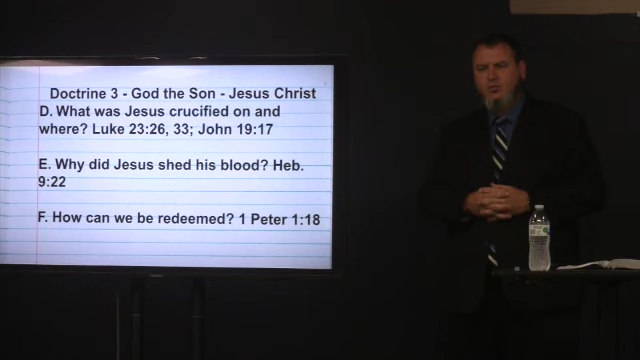 Doctrine 3 - God the Son - Jesus Christ
D. What was Jesus crucified on and
where? Luke 23:26, 33; John 19:17
E. Why did Jesus shed his blood? Heb.
9:22
F. How can we be redeemed? 1 Peter 1:18